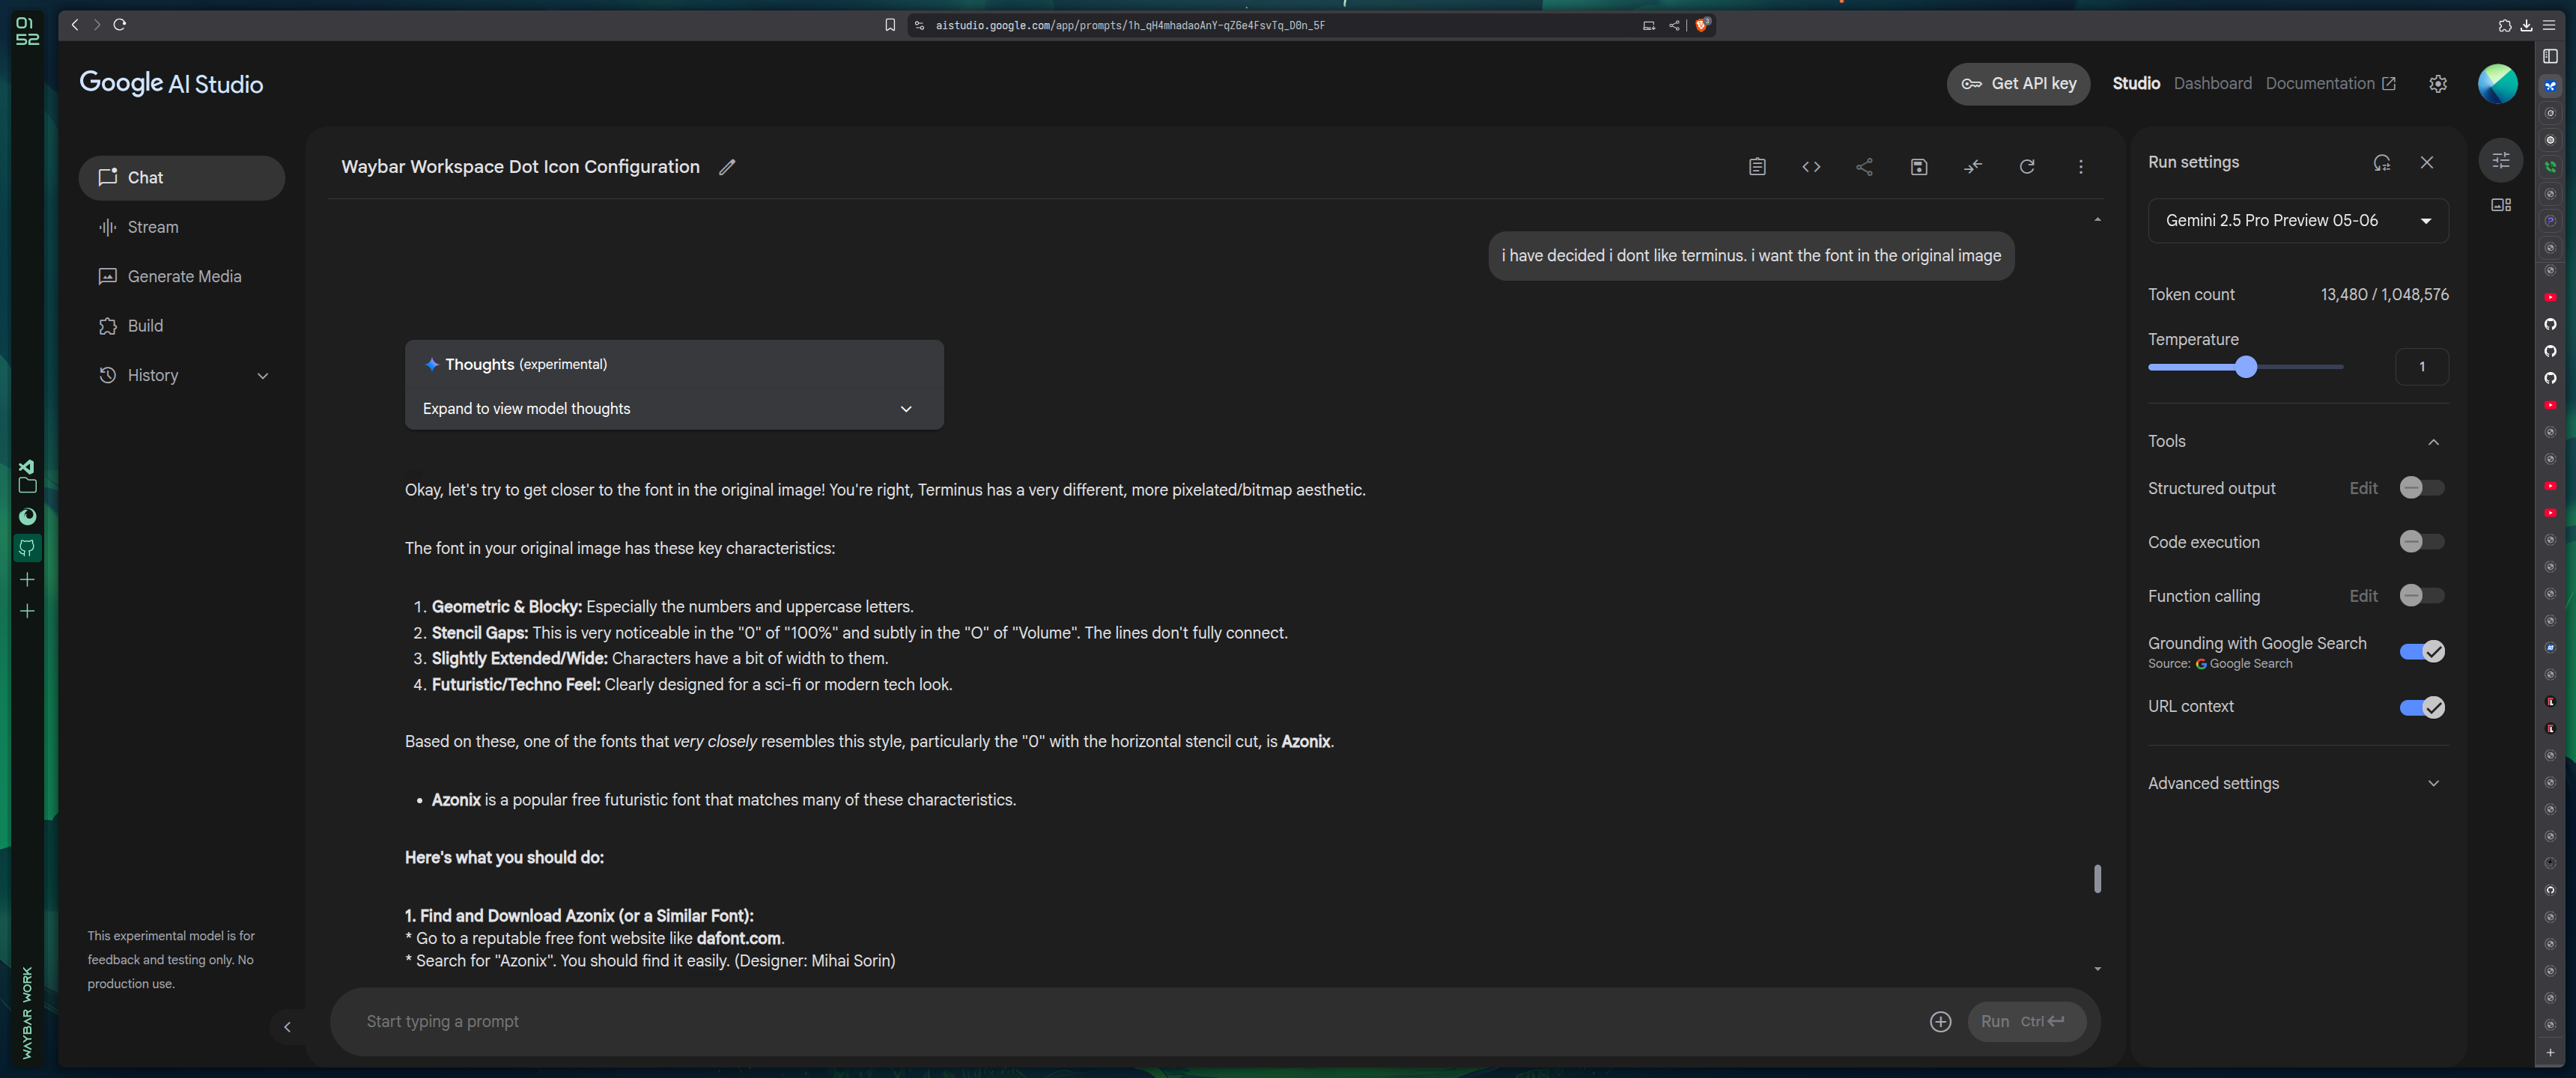 01
52
aistudio.google.com/app/prompts/1h_qH4mhadaoAnY-qZ6e4FsvTq_D0n_5F
Google AI Studio
Get API key
Studio
Dashboard
Documentation
Chat
Stream
Generate Media
Build
History
This experimental model is for
feedback and testing only. No
production use.
WAYBAR WORK
Waybar Workspace Dot Icon Configuration
i have decided i dont like terminus. i want the font in the original image
Thoughts (experimental)
Expand to view model thoughts
Okay, let's try to get closer to the font in the original image! You're right, Terminus has a very different, more pixelated/bitmap aesthetic.
The font in your original image has these key characteristics:
1. Geometric & Blocky: Especially the numbers and uppercase letters.
2. Stencil Gaps: This is very noticeable in the "0" of "100%" and subtly in the "O" of "Volume". The lines don't fully connect.
3. Slightly Extended/Wide: Characters have a bit of width to them.
4. Futuristic/Techno Feel: Clearly designed for a sci-fi or modern tech look.
Based on these, one of the fonts that very closely resembles this style, particularly the "0" with the horizontal stencil cut, is Azonix.
• Azonix is a popular free futuristic font that matches many of these characteristics.
Here's what you should do:
1. Find and Download Azonix (or a Similar Font):
* Go to a reputable free font website like dafont.com.
* Search for "Azonix". You should find it easily. (Designer: Mihai Sorin)
Start typing a prompt
Run Ctrl
Run settings
Gemini 2.5 Pro Preview 05-06
Token count 13,480 / 1,048,576
Temperature
1
Tools
Structured output Edit
Code execution
Function calling Edit
Grounding with Google Search
Source: G Google Search
URL context
Advanced settings